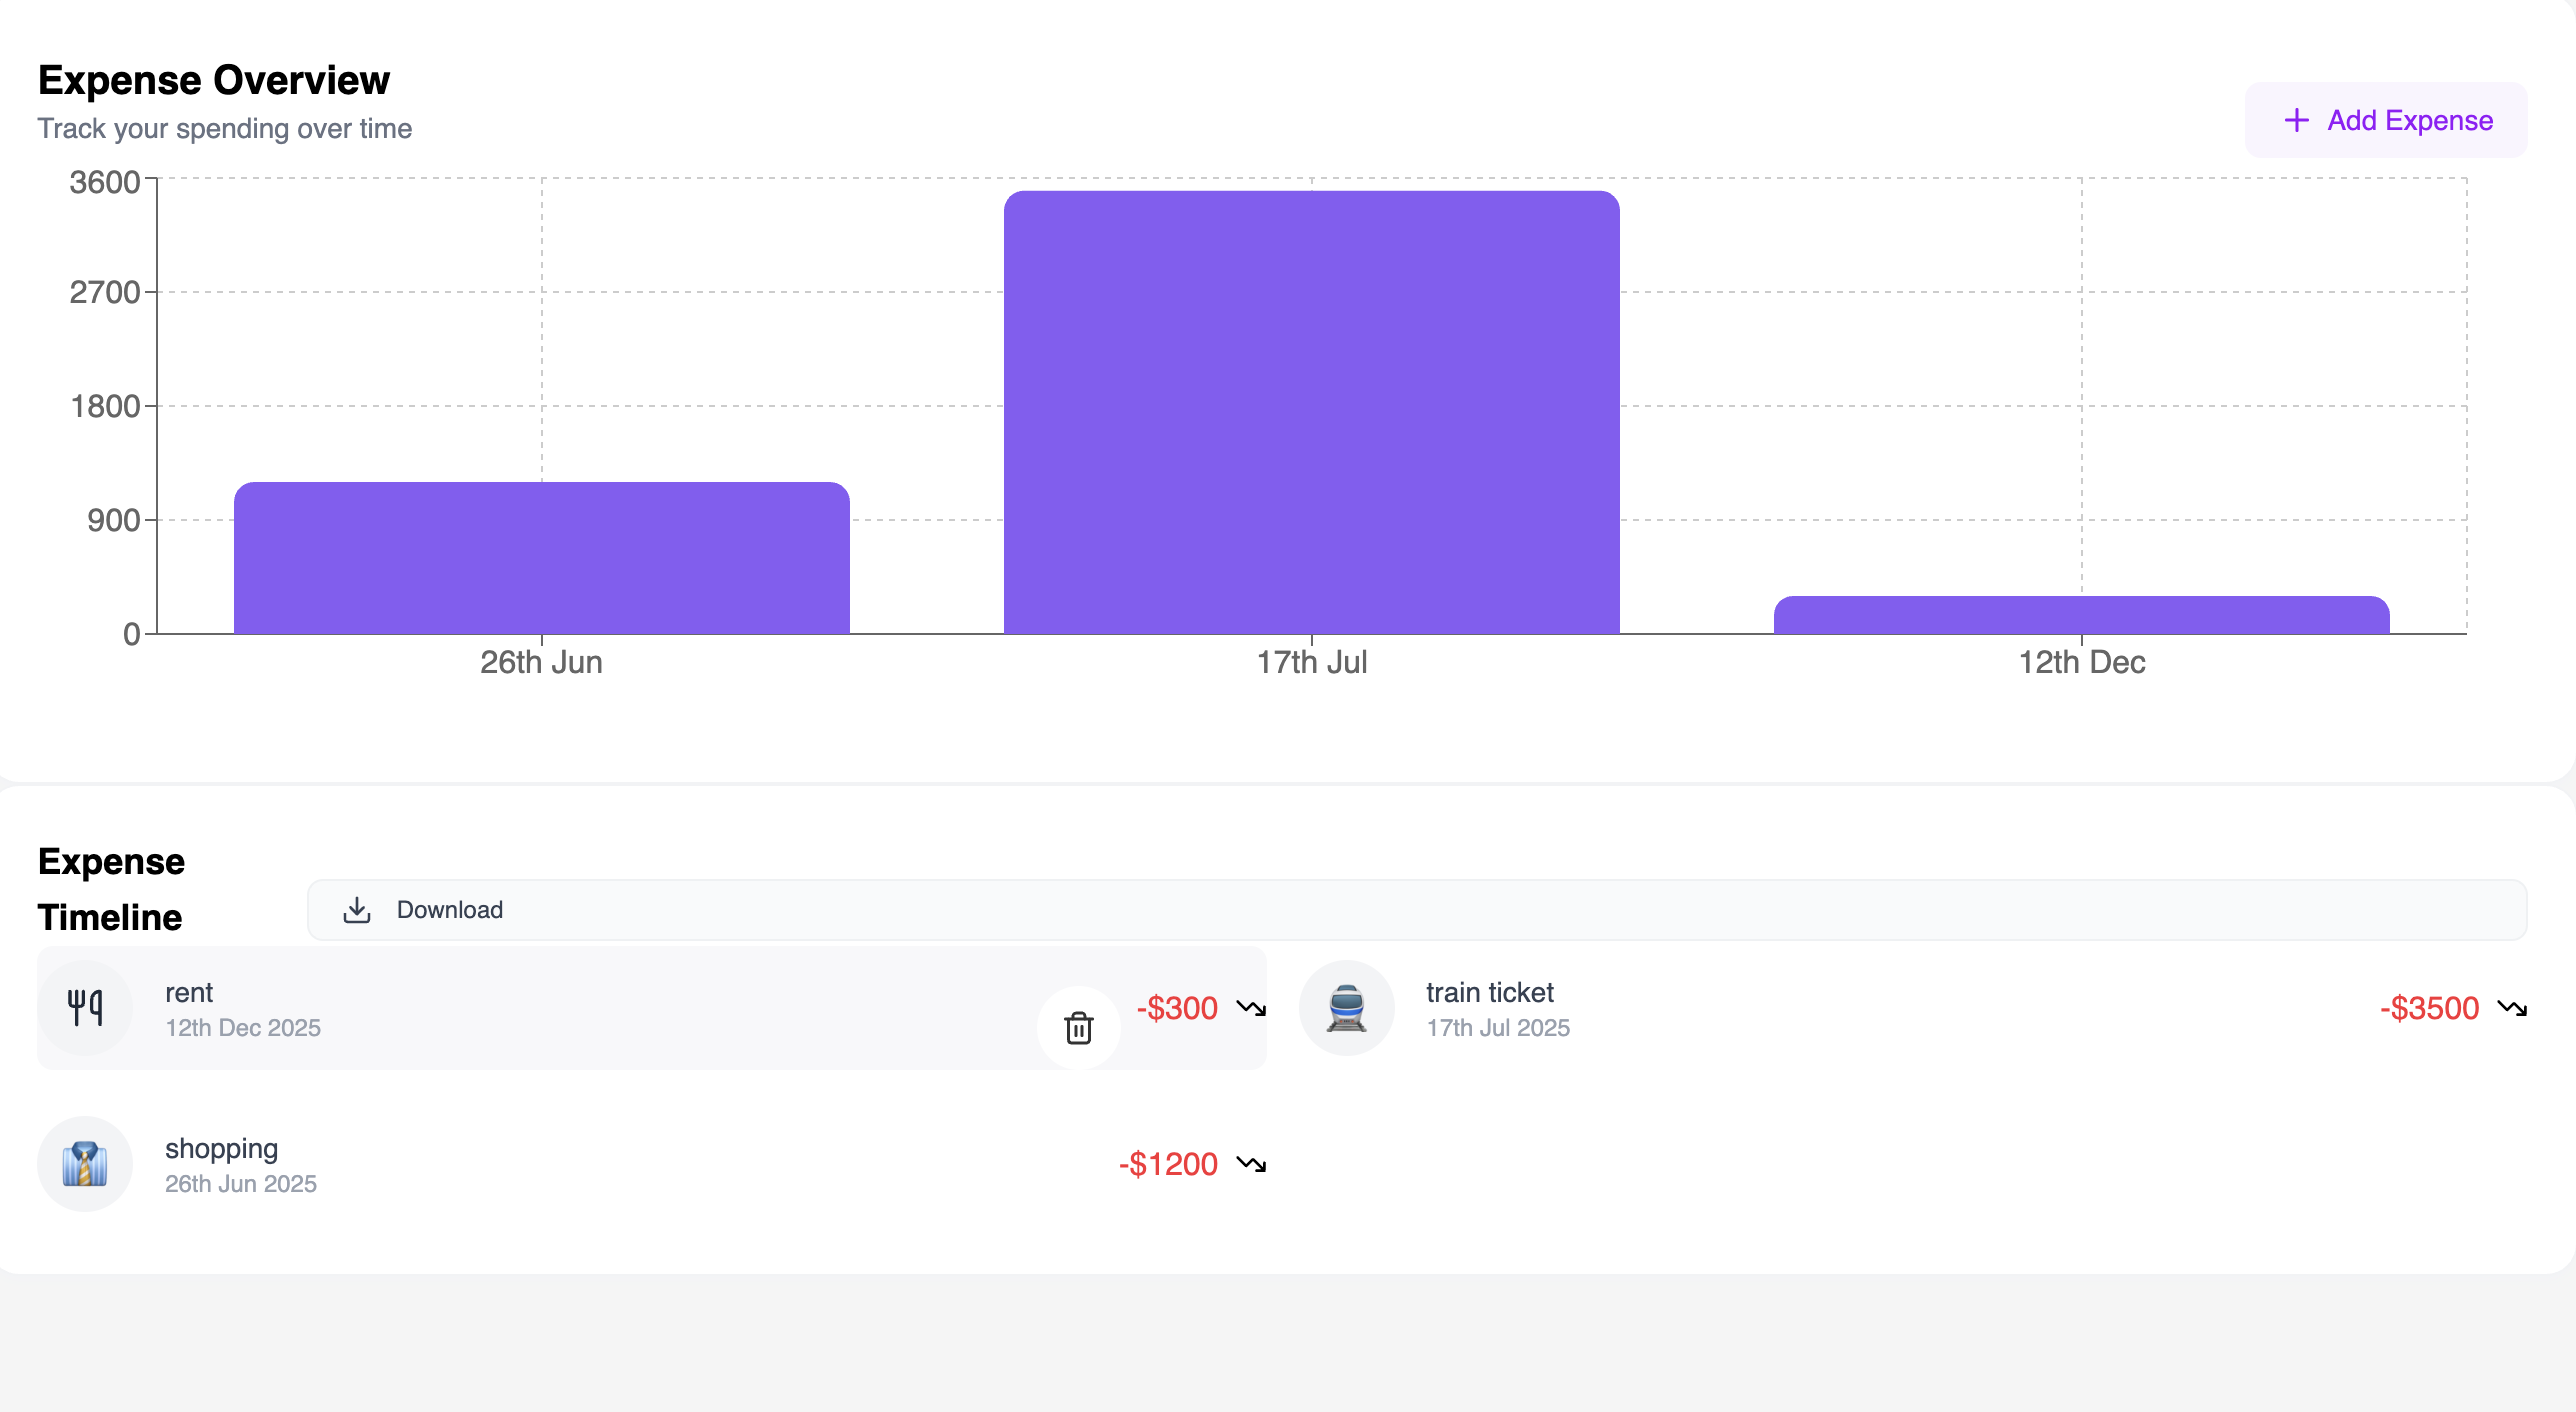 Expense Overview
Track your spending over time
Add Expense
3600
2700
1800
900
0
26th Jun
17th Jul
12th Dec
Expense
Timeline
Download
rent
12th Dec 2025
-$300
train ticket
17th Jul 2025
-$3500
shopping
26th Jun 2025
-$1200